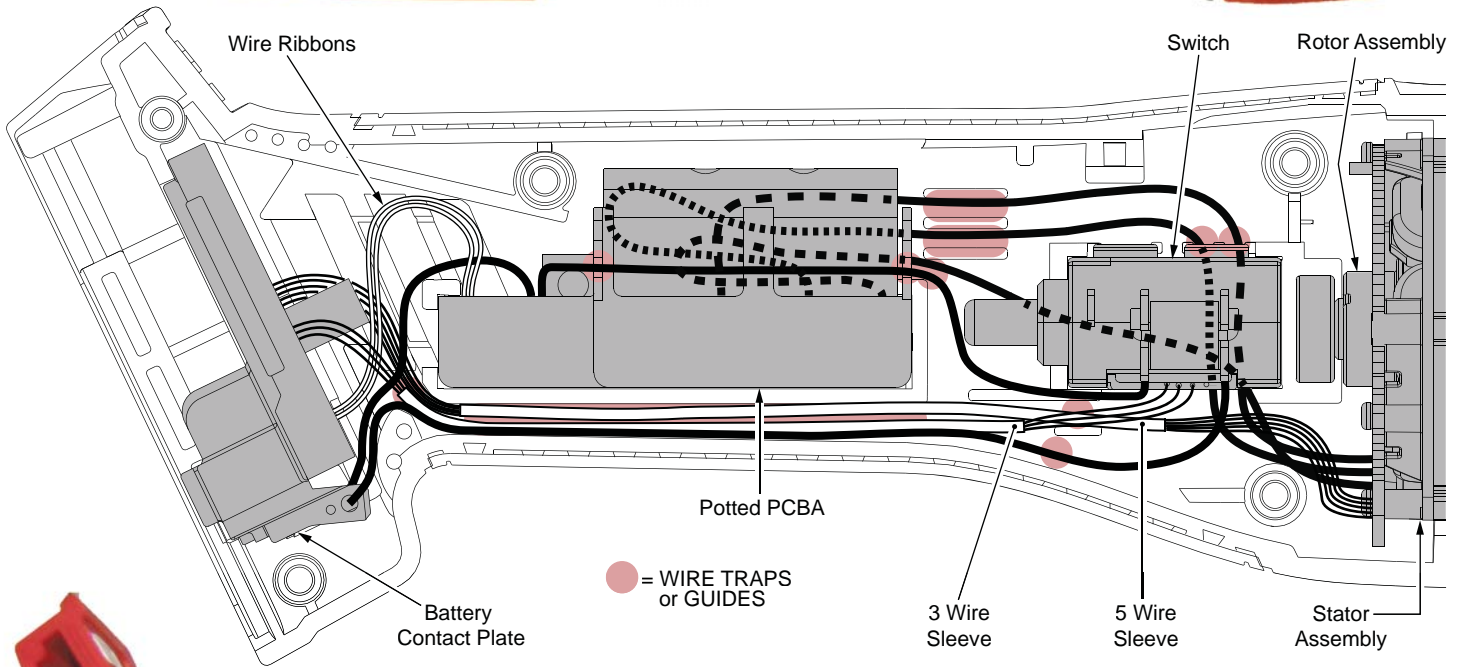 Wire Ribbons
Switch
Rotor Assembly
Potted PCBA
= WIRE TRAPS
or GUIDES
Battery
Contact Plate
3 Wire
Sleeve
5 Wire
Sleeve
Stator
Assembly